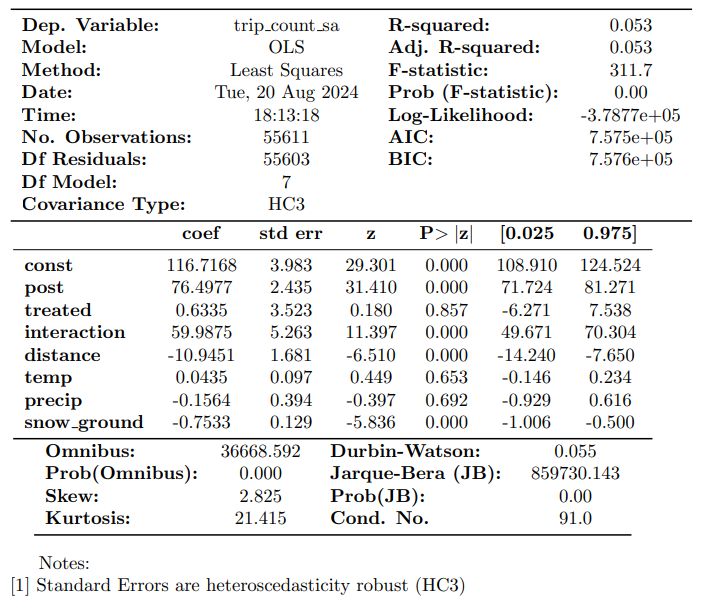 Dep. Variable: trip_count_sa R-squared: 0.053
Model: OLS Adj. R-squared: 0.053
Method: Least Squares F-statistic: 311.7
Date: Tue, 20 Aug 2024 Prob (F-statistic): 0.00
Time: 18:13:18 Log-Likelihood: -3.7877e+05
No. Observations: 55611 AIC: 7.575e+05
Df Residuals: 55603 BIC: 7.576e+05
Df Model: 7
Covariance Type: HC3
coef std err z P> |z| [0.025 0.975]
const 116.7168 3.983 29.301 0.000 108.910 124.524
post 76.4977 2.435 31.410 0.000 71.724 81.271
treated 0.6335 3.523 0.180 0.857 -6.271 7.538
interaction 59.9875 5.263 11.397 0.000 49.671 70.304
distance -10.9451 1.681 -6.510 0.000 -14.240 -7.650
temp 0.0435 0.097 0.449 0.653 -0.146 0.234
precip -0.1564 0.394 -0.397 0.692 -0.929 0.616
snow_ground -0.7533 0.129 -5.836 0.000 -1.006 -0.500
Omnibus: 36668.592 Durbin-Watson: 0.055
Prob(Omnibus): 0.000 Jarque-Bera (JB): 859730.143
Skew: 2.825 Prob(JB): 0.00
Kurtosis: 21.415 Cond. No. 91.0
Notes:
[1] Standard Errors are heteroscedasticity robust (HC3)